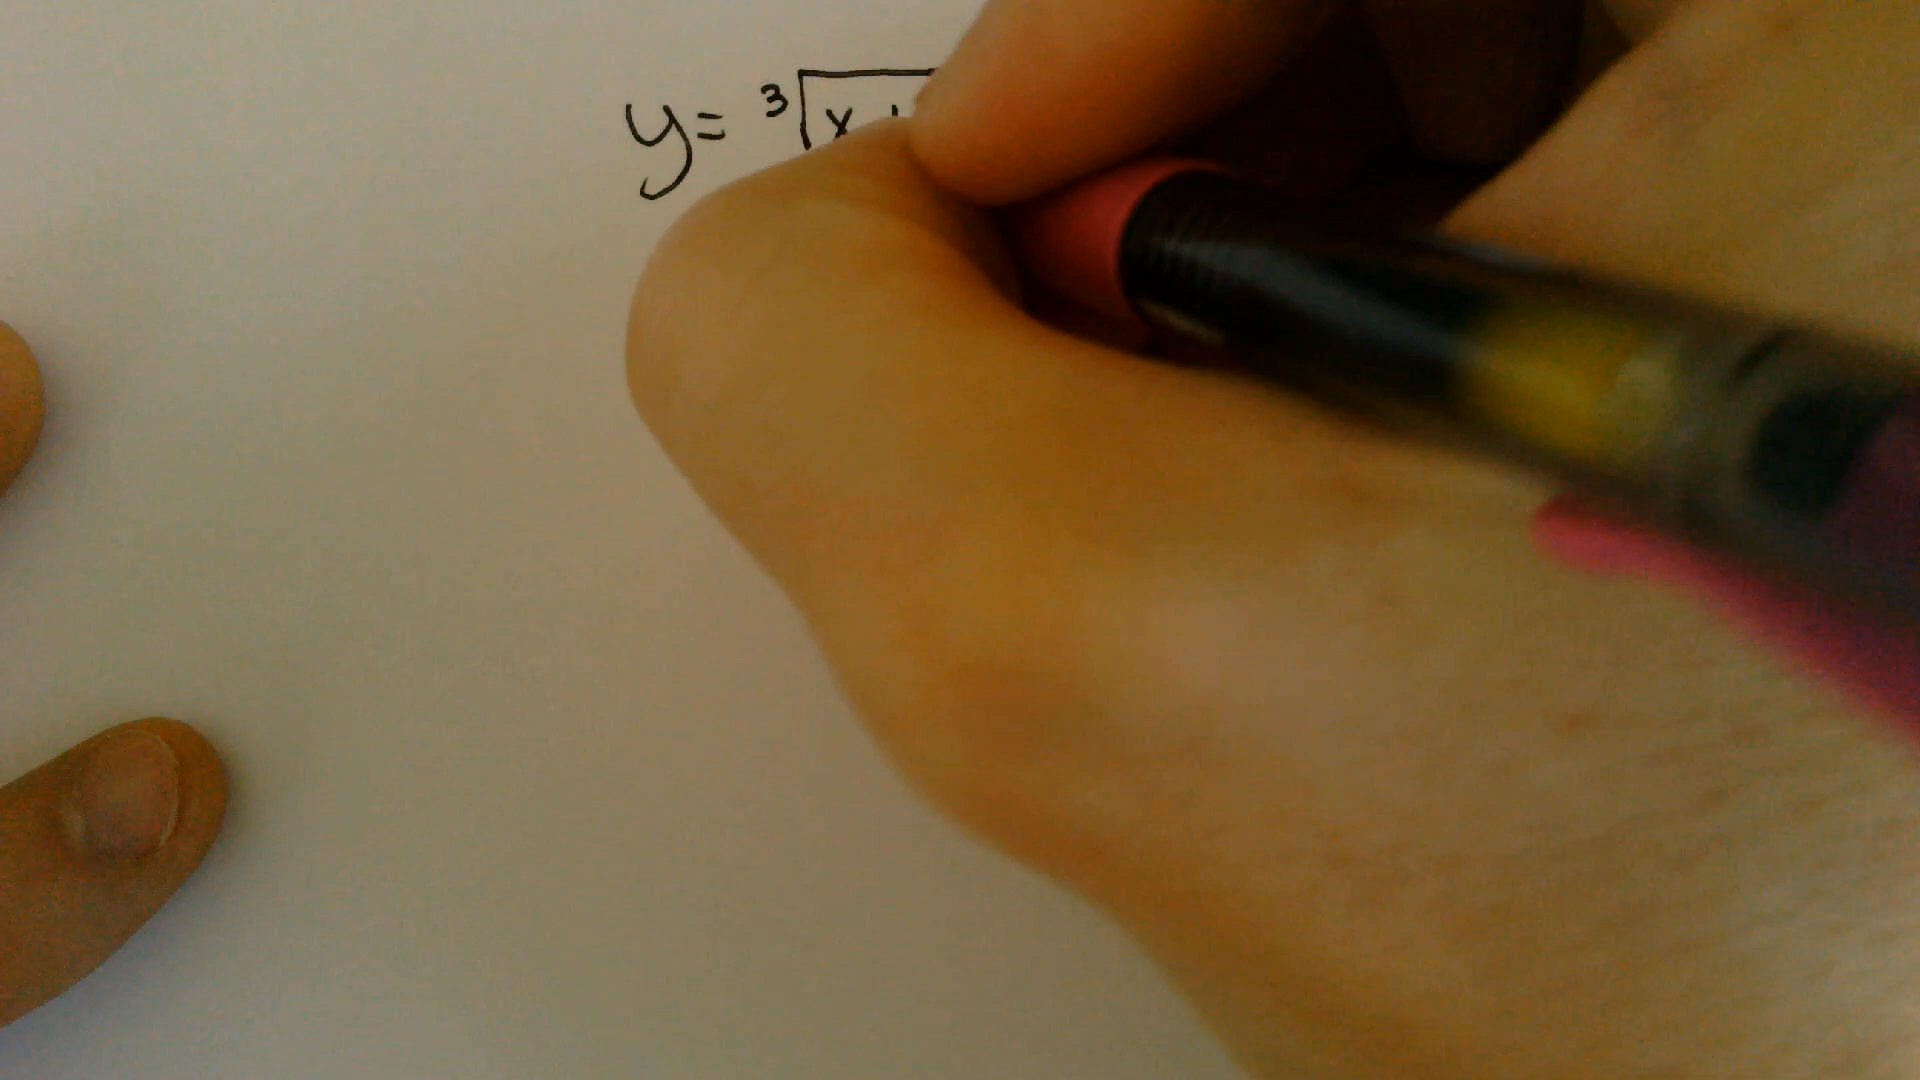 y = ³√x +